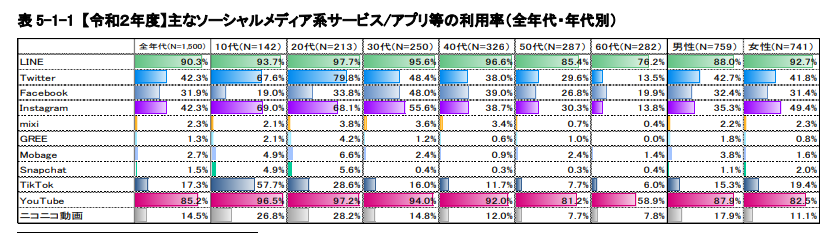 表 5-1-1 【令和2年度】主なソーシャルメディア系サービス/アプリ等の利用率（全年代・年代別）
全年代(N=1,500) 10代(N=142) 20代(N=213) 30代(N=250) 40代(N=326) 50代(N=287) 60代(N=282) 男性(N=759) 女性(N=741)
LINE 90.3% 93.7% 97.7% 95.6% 96.6% 85.4% 76.2% 88.0% 92.7%
Twitter 42.3% 67.6% 79.8% 48.4% 38.0% 29.6% 13.5% 42.7% 41.8%
Facebook 31.9% 19.0% 33.8% 48.0% 39.0% 26.8% 19.9% 32.4% 31.4%
Instagram 42.3% 69.0% 68.1% 55.6% 38.7% 30.3% 13.8% 35.3% 49.4%
mixi 2.3% 2.1% 3.8% 3.6% 3.4% 0.7% 0.4% 2.2% 2.3%
GREE 1.3% 2.1% 4.2% 1.2% 0.6% 1.0% 0.0% 1.8% 0.8%
Mobage 2.7% 4.9% 6.6% 2.4% 0.9% 2.4% 1.4% 3.8% 1.6%
Snapchat 1.5% 4.9% 5.6% 0.4% 0.3% 0.3% 0.4% 1.1% 2.0%
TikTok 17.3% 57.7% 28.6% 16.0% 11.7% 7.7% 6.0% 15.3% 19.4%
YouTube 85.2% 96.5% 97.2% 94.0% 92.0% 81.2% 58.9% 87.9% 82.5%
ニコニコ動画 14.5% 26.8% 28.2% 14.8% 12.0% 7.7% 7.8% 17.9% 11.1%